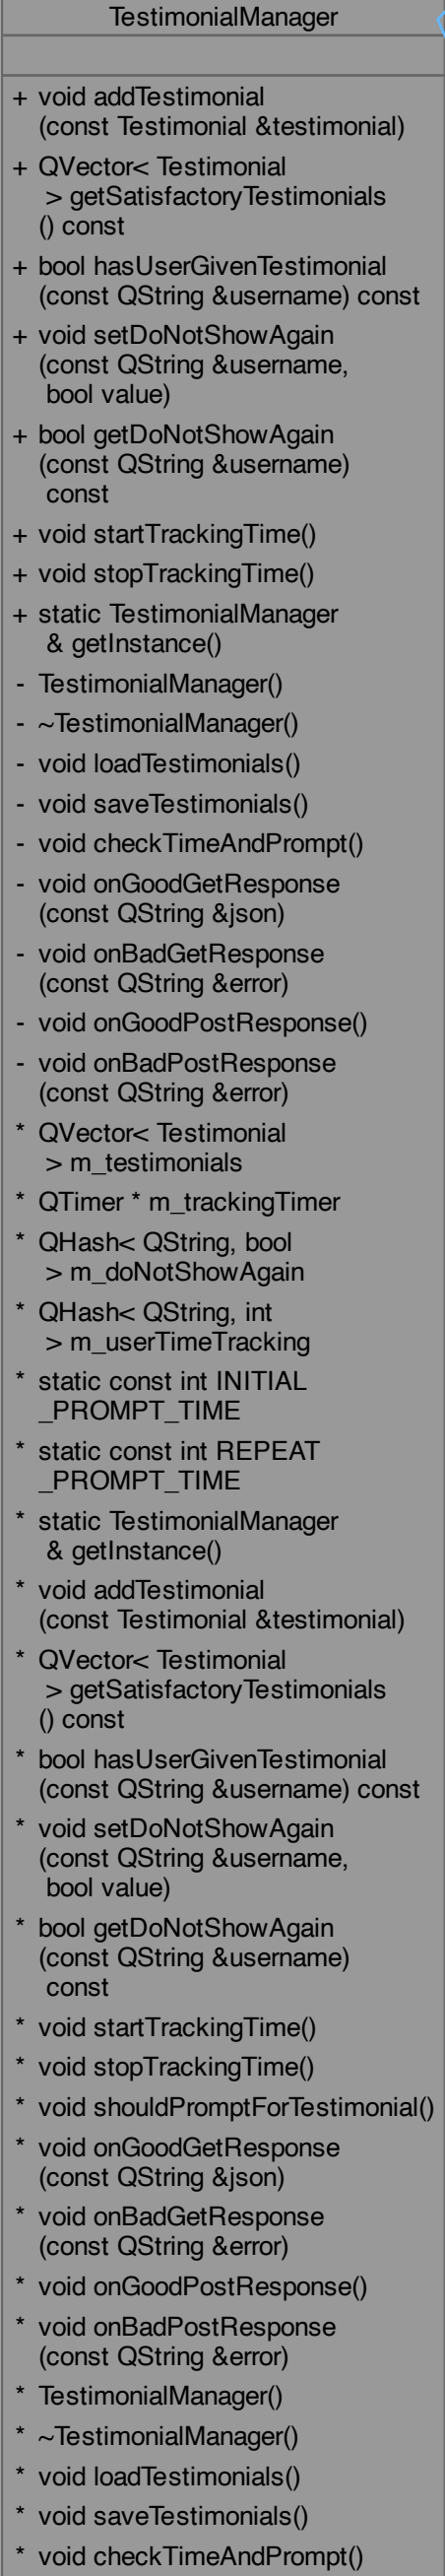 TestimonialManager
+ void addTestimonial
(const Testimonial &testimonial)
+ QVector< Testimonial
> getSatisfactoryTestimonials
() const
+ bool hasUserGivenTestimonial
(const QString &username) const
+ void setDoNotShowAgain
(const QString &username,
bool value)
+ bool getDoNotShowAgain
(const QString &username)
const
+ void startTrackingTime()
+ void stopTrackingTime()
+ static TestimonialManager
& getInstance()
- TestimonialManager()
- ~TestimonialManager()
- void loadTestimonials()
- void saveTestimonials()
- void checkTimeAndPrompt()
- void onGoodGetResponse
(const QString &json)
- void onBadGetResponse
(const QString &error)
- void onGoodPostResponse()
- void onBadPostResponse
(const QString &error)
* QVector< Testimonial
> m_testimonials
* QTimer * m_trackingTimer
* QHash< QString, bool
> m_doNotShowAgain
* QHash< QString, int
> m_userTimeTracking
* static const int INITIAL
_PROMPT_TIME
* static const int REPEAT
_PROMPT_TIME
* static TestimonialManager
& getInstance()
* void addTestimonial
(const Testimonial &testimonial)
* QVector< Testimonial
> getSatisfactoryTestimonials
() const
* bool hasUserGivenTestimonial
(const QString &username) const
* void setDoNotShowAgain
(const QString &username,
bool value)
* bool getDoNotShowAgain
(const QString &username)
const
* void startTrackingTime()
* void stopTrackingTime()
* void shouldPromptForTestimonial()
* void onGoodGetResponse
(const QString &json)
* void onBadGetResponse
(const QString &error)
* void onGoodPostResponse()
* void onBadPostResponse
(const QString &error)
* TestimonialManager()
* ~TestimonialManager()
* void loadTestimonials()
* void saveTestimonials()
* void checkTimeAndPrompt()